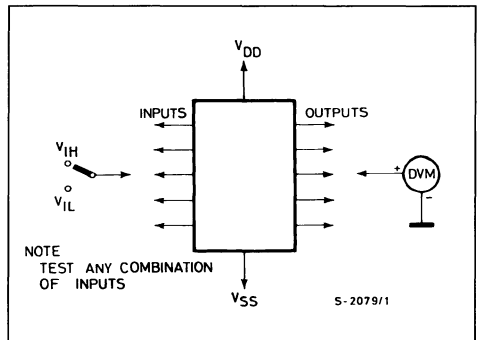 VDD
INPUTS
OUTPUTS
VIH
VIL
+
DVM
-
NOTE
TEST ANY COMBINATION
OF INPUTS
VSS
S-2079/1